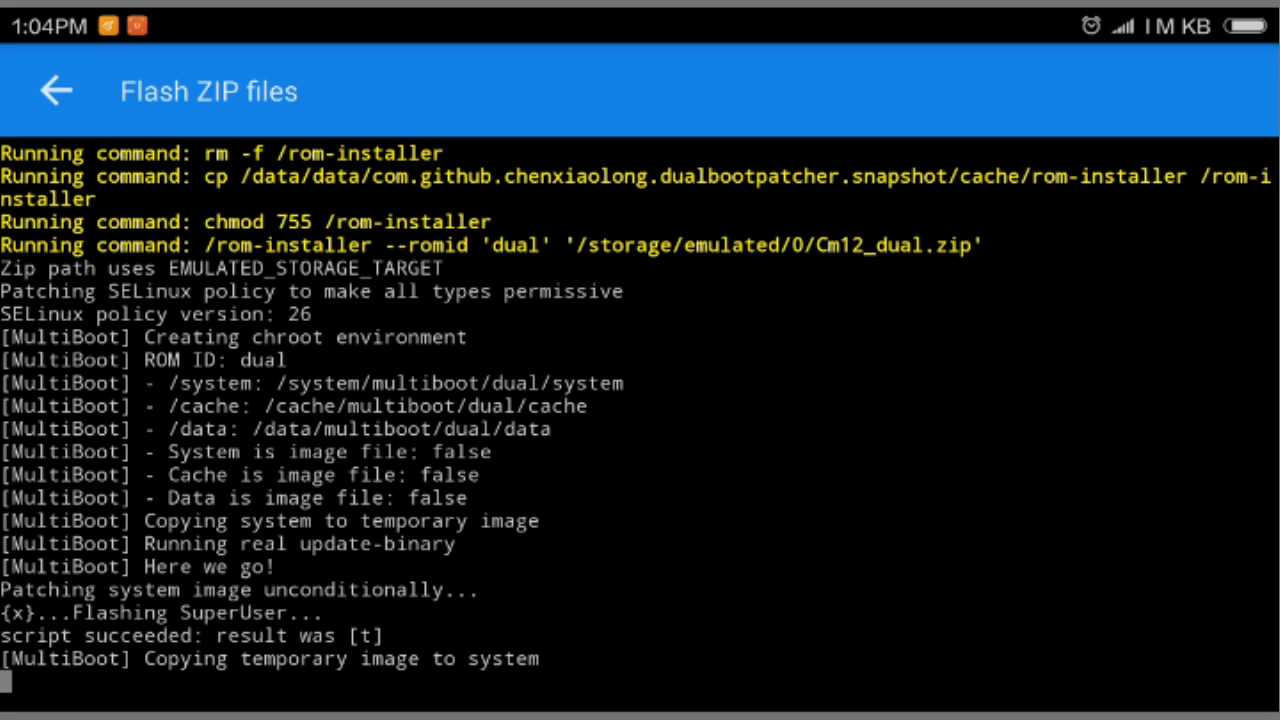 1:04PM I M KB
Flash ZIP files
Running command: rm -f /rom-installer
Running command: cp /data/data/com.github.chenxiaolong.dualbootpatcher.snapshot/cache/rom-installer /rom-i
nstaller
Running command: chmod 755 /rom-installer
Running command: /rom-installer --romid 'dual' '/storage/emulated/0/Cm12_dual.zip'
Zip path uses EMULATED_STORAGE_TARGET
Patching SELinux policy to make all types permissive
SELinux policy version: 26
[MultiBoot] Creating chroot environment
[MultiBoot] ROM ID: dual
[MultiBoot] - /system: /system/multiboot/dual/system
[MultiBoot] - /cache: /cache/multiboot/dual/cache
[MultiBoot] - /data: /data/multiboot/dual/data
[MultiBoot] - System is image file: false
[MultiBoot] - Cache is image file: false
[MultiBoot] - Data is image file: false
[MultiBoot] Copying system to temporary image
[MultiBoot] Running real update-binary
[MultiBoot] Here we go!
Patching system image unconditionally...
{x}...Flashing SuperUser...
script succeeded: result was [t]
[MultiBoot] Copying temporary image to system